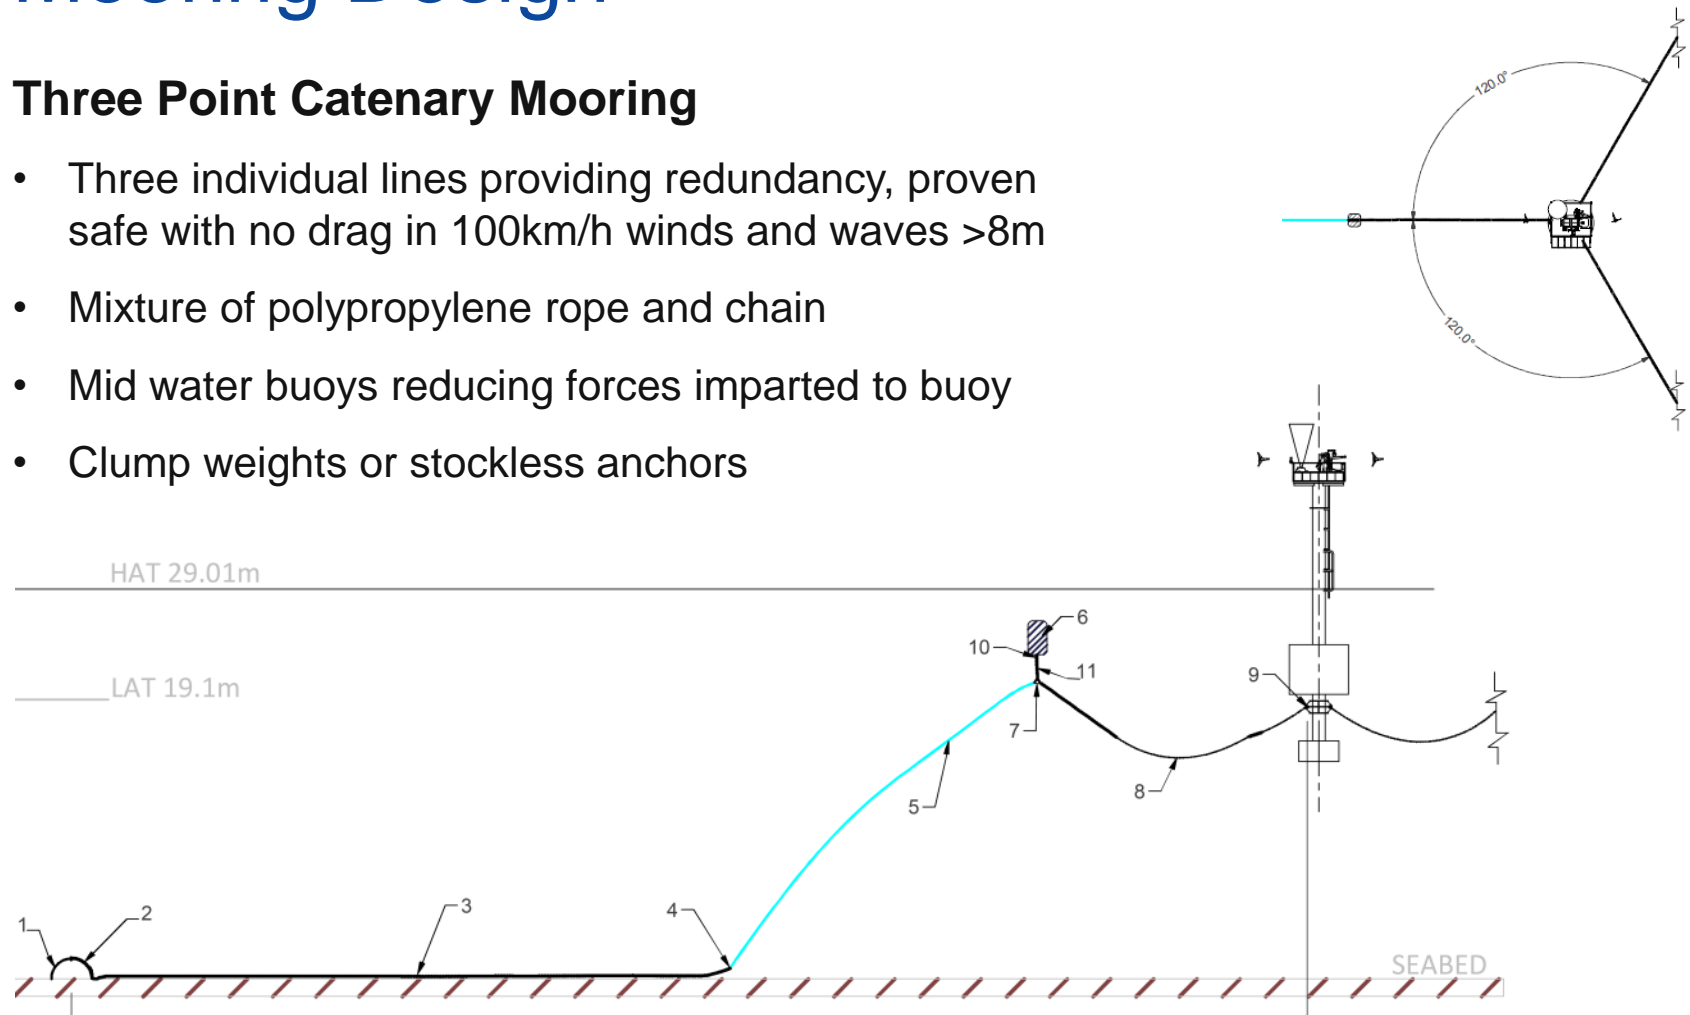 Mooring Design
Three Point Catenary Mooring
• Three individual lines providing redundancy, proven
safe with no drag in 100km/h winds and waves >8m
• Mixture of polypropylene rope and chain
• Mid water buoys reducing forces imparted to buoy
• Clump weights or stockless anchors
120.0°
120.0°
HAT 29.01m
LAT 19.1m
6
10
11
9
7
8
5
4
3
2
1
SEABED